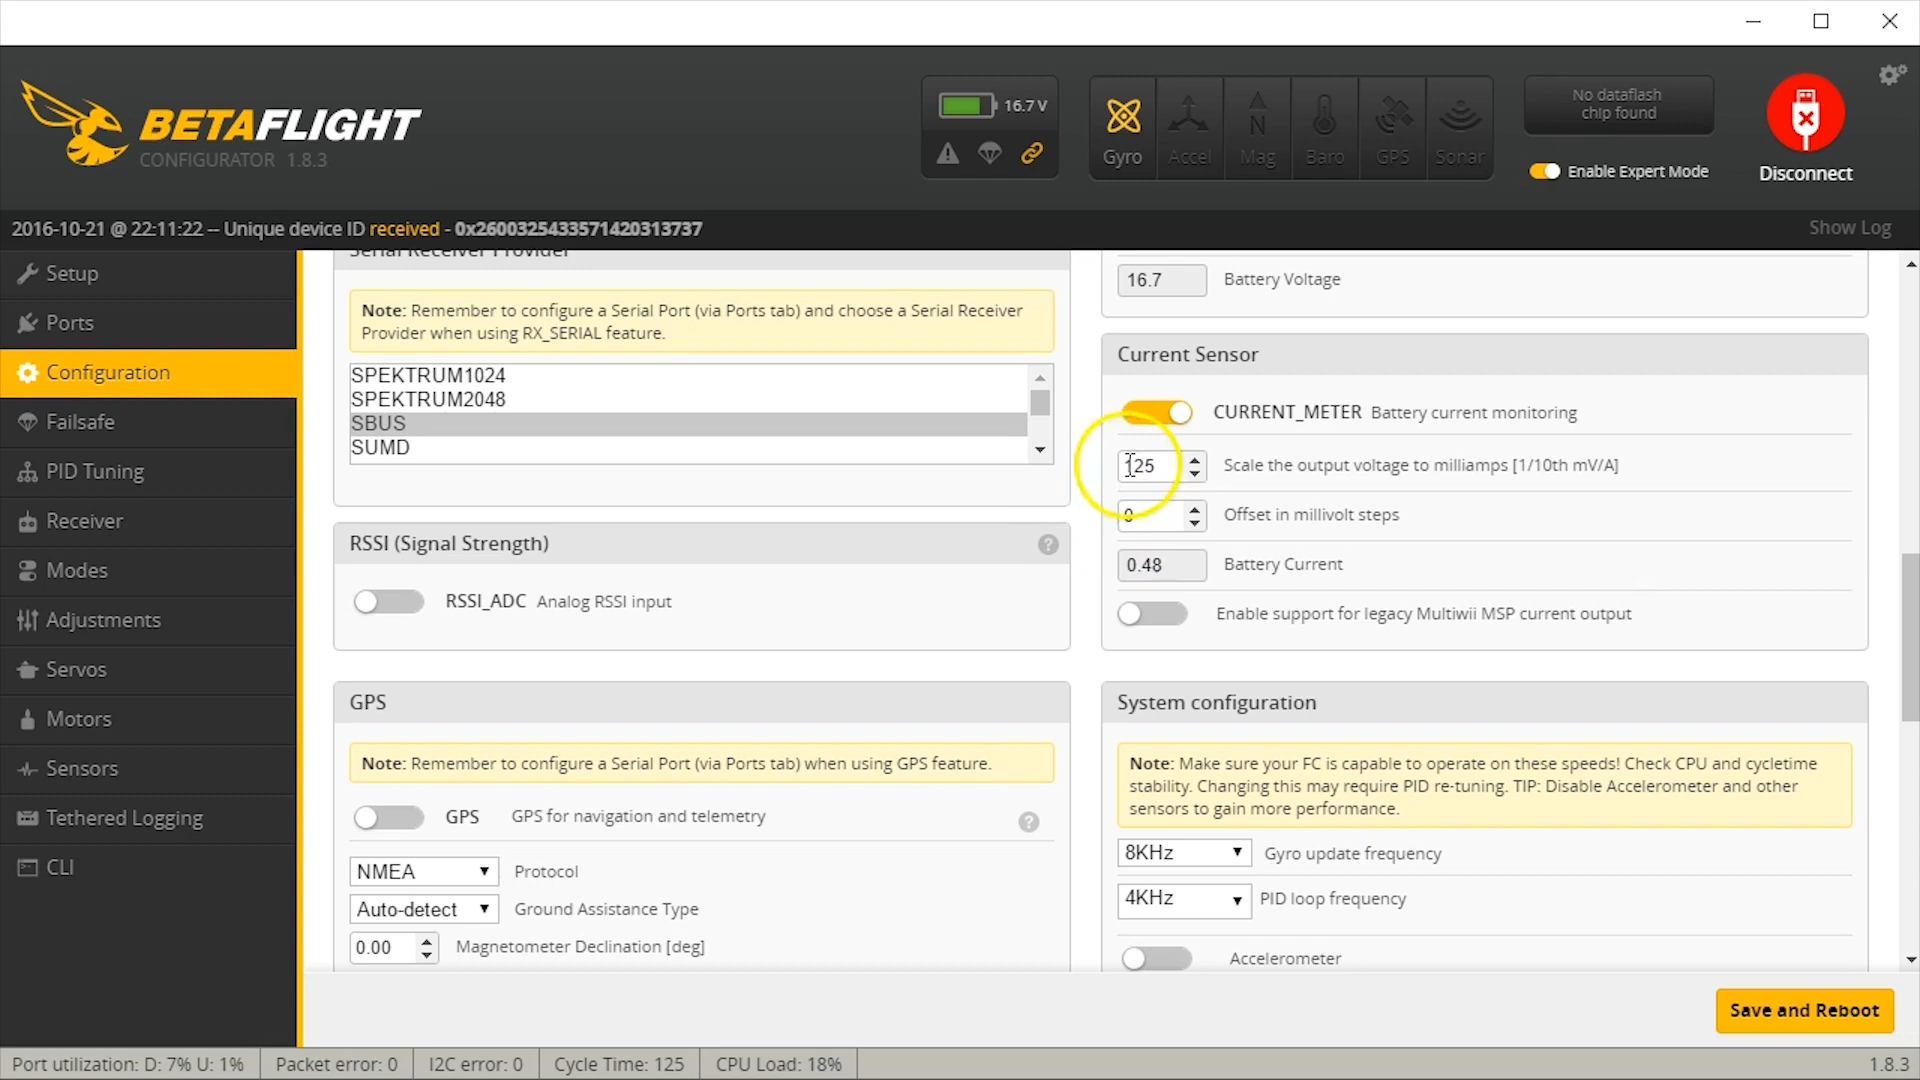 BETAFLIGHT
CONFIGURATOR 1.8.3
16.7 V
Gyro
Accel
Mag
Baro
GPS
Sonar
No dataflash
chip found
Enable Expert Mode
Disconnect
2016-10-21 @ 22:11:22 -- Unique device ID received - 0x2600325433571420313737
Show Log
Setup
Ports
Configuration
Failsafe
PID Tuning
Receiver
Modes
Adjustments
Servos
Motors
Sensors
Tethered Logging
CLI
Serial Receiver Provider
Note: Remember to configure a Serial Port (via Ports tab) and choose a Serial Receiver
Provider when using RX_SERIAL feature.
SPEKTRUM1024
SPEKTRUM2048
SBUS
SUMD
RSSI (Signal Strength)
RSSI_ADC Analog RSSI input
GPS
Note: Remember to configure a Serial Port (via Ports tab) when using GPS feature.
GPS GPS for navigation and telemetry
NMEA Protocol
Auto-detect Ground Assistance Type
0.00 Magnetometer Declination [deg]
16.7 Battery Voltage
Current Sensor
CURRENT_METER Battery current monitoring
Scale the output voltage to milliamps [1/10th mV/A]
0 Offset in millivolt steps
0.48 Battery Current
Enable support for legacy Multiwii MSP current output
System configuration
Note: Make sure your FC is capable to operate on these speeds! Check CPU and cycletime
stability. Changing this may require PID re-tuning. TIP: Disable Accelerometer and other
sensors to gain more performance.
8KHz Gyro update frequency
4KHz PID loop frequency
Accelerometer
Save and Reboot
Port utilization: D: 7% U: 1%
Packet error: 0
I2C error: 0
Cycle Time: 125
CPU Load: 18%
1.8.3